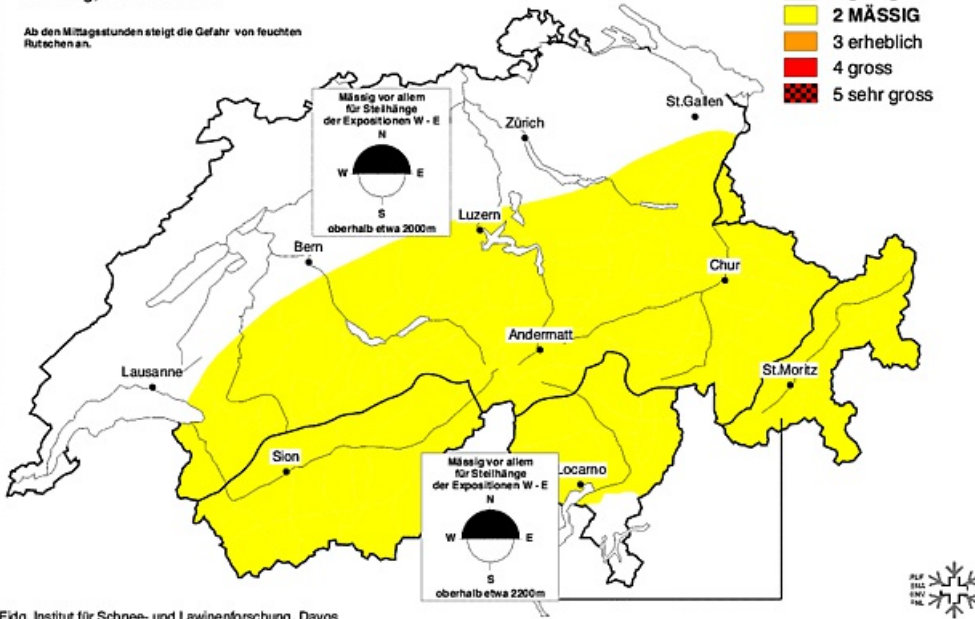 Ab den Mittagsstunden steigt die Gefahr von feuchten
Rutschen an.
2 MÄSSIG
3 erheblich
4 gross
5 sehr gross
Mässig vor allem
für Steilhänge
der Expositionen W - E
N
W E
S
oberhalb etwa 2000m
St.Gallen
Zürich
Luzern
Bern
Chur
Andermatt
Lausanne
St.Moritz
Sion
Locarno
Mässig vor allem
für Steilhänge
der Expositionen W - E
N
W E
S
oberhalb etwa 2200m
Eidg. Institut für Schnee- und Lawinenforschung, Davos